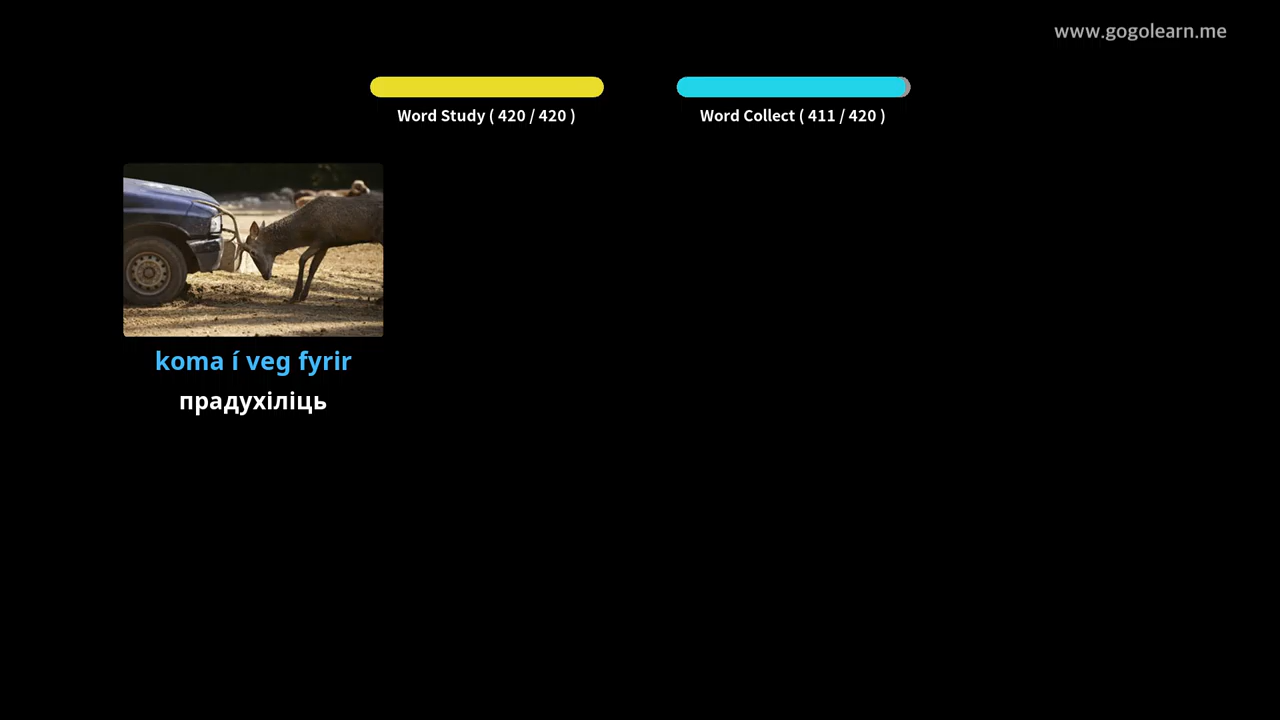 www.gogolearn.me
Word Study ( 420 / 420 )
Word Collect ( 411 / 420 )
koma í veg fyrir
прадухіліць